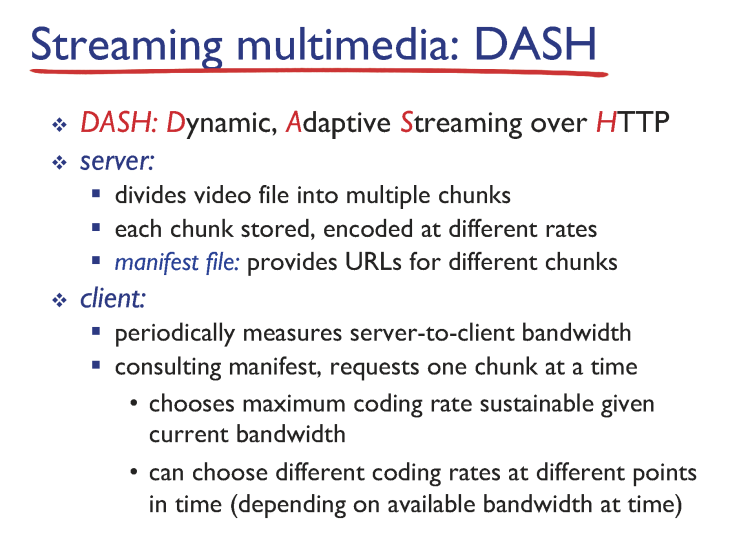 Streaming multimedia: DASH
❖ DASH: Dynamic, Adaptive Streaming over HTTP
❖ server:
▪ divides video file into multiple chunks
▪ each chunk stored, encoded at different rates
▪ manifest file: provides URLs for different chunks
❖ client:
▪ periodically measures server-to-client bandwidth
▪ consulting manifest, requests one chunk at a time
• chooses maximum coding rate sustainable given
current bandwidth
• can choose different coding rates at different points
in time (depending on available bandwidth at time)